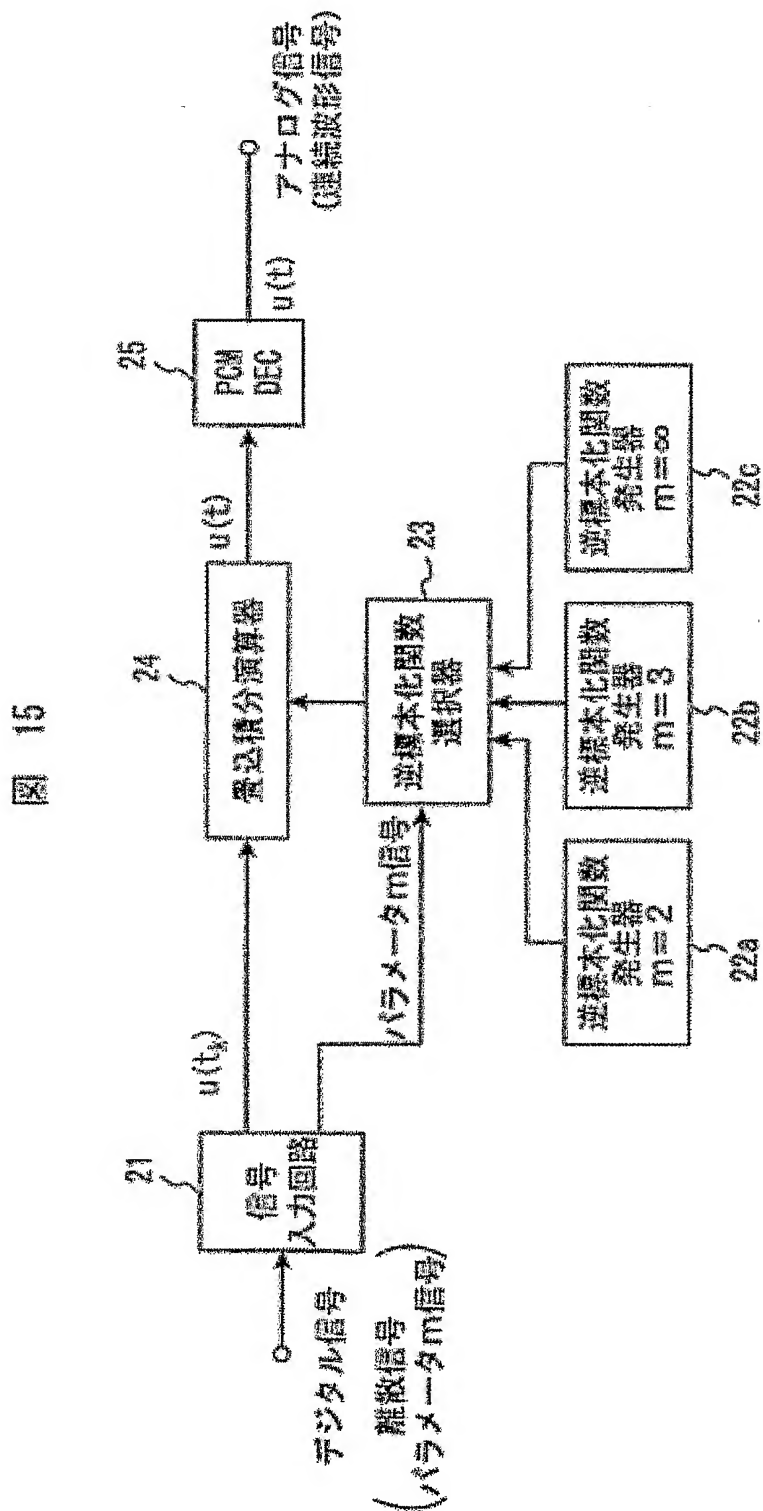 図 15
デジタル信号
離散信号
(パラメータm信号)
21
信号
入力回路
u(tₖ)
パラメータm信号
24
畳込積分演算器
u(t)
25
PCM
DEC
u(t)
アナログ信号
(連続波形信号)
23
逆標本化関数
選択器
逆標本化関数
発生器
m=2
22a
逆標本化関数
発生器
m=3
22b
逆標本化関数
発生器
m=∞
22c